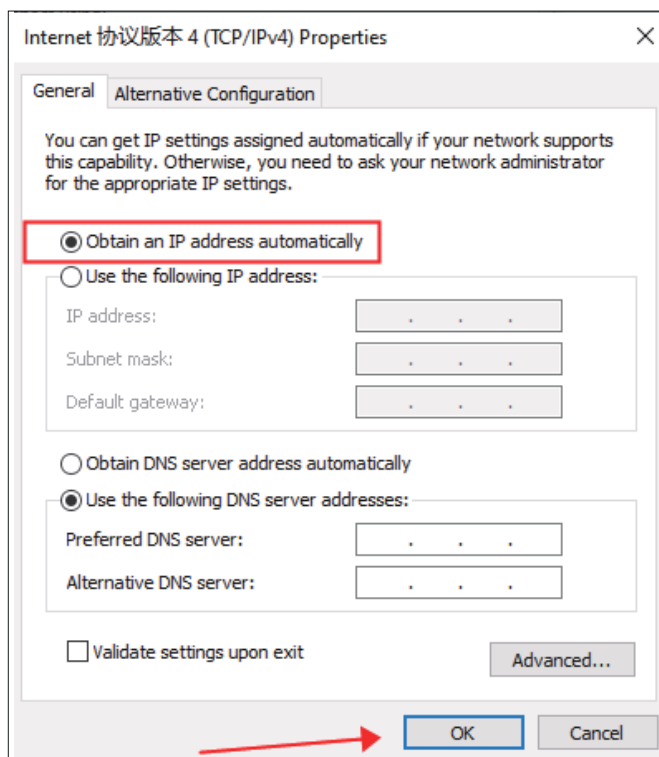 Internet 协议版本 4 (TCP/IPv4) Properties
General
Alternative Configuration
You can get IP settings assigned automatically if your network supports
this capability. Otherwise, you need to ask your network administrator
for the appropriate IP settings.
Obtain an IP address automatically
Use the following IP address:
IP address:
Subnet mask:
Default gateway:
Obtain DNS server address automatically
Use the following DNS server addresses:
Preferred DNS server:
Alternative DNS server:
Validate settings upon exit
Advanced...
OK
Cancel